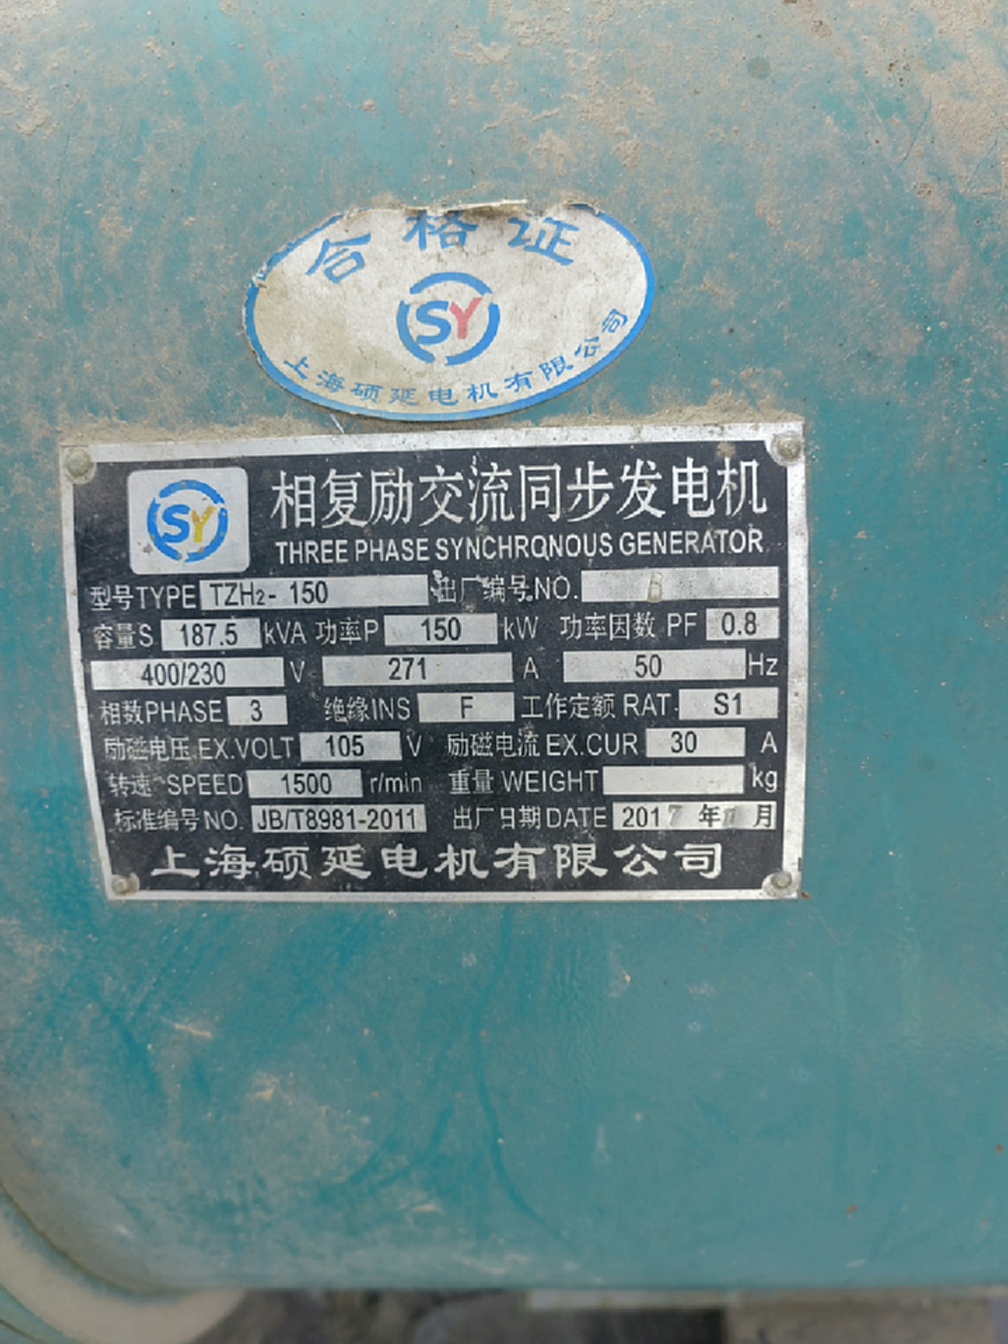 合格证
SY
上海硕延电机有限公司
SY
相复励交流同步发电机
THREE PHASE SYNCHRONOUS GENERATOR
型号TYPE TZH2- 150 出厂编号NO.
容量S 187.5 kVA 功率P 150 kW 功率因数 PF 0.8
400/230 V 271 A 50 Hz
相数PHASE 3 绝缘INS F 工作定额 RAT. S1
励磁电压EX.VOLT 105 V 励磁电流 EX.CUR 30 A
转速 SPEED 1500 r/min 重量 WEIGHT kg
标准编号NO. JB/T8981-2011 出厂日期DATE 2017 年 月
上海硕延电机有限公司